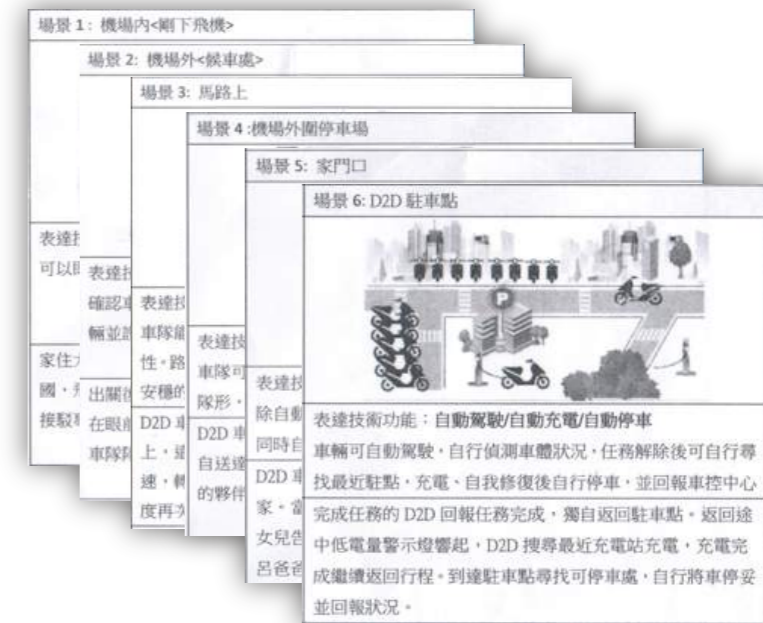 場景 1: 機場內<剛下飛機>
場景 2: 機場外<候車處>
場景 3: 馬路上
場景 4:機場外圍停車場
場景 5: 家門口
場景 6: D2D 駐車點
P
表達技術功能：自動駕駛/自動充電/自動停車
車輛可自動駕駛，自行偵測車體狀況，任務解除後可自行尋
找最近駐點，充電、自我修復後自行停車，並回報車控中心
完成任務的 D2D 回報任務完成，獨自返回駐車點。返回途
中低電量警示燈響起，D2D 搜尋最近充電站充電，充電完
成繼續返回行程。到達駐車點尋找可停車處，自行將車停妥
並回報狀況。
表達
可以
家住
國，
接駁
表達
確認
輛並
出關
在眼
車隊
表達技
車隊能
性。路
安穩的
D2D 車
上，
速，轉
度再
表達技
車隊可
隊形，
D2D 車
自送達
的夥伴
表達技
除自動
同時自
D2D 車
家。當
女兒告
呂爸爸